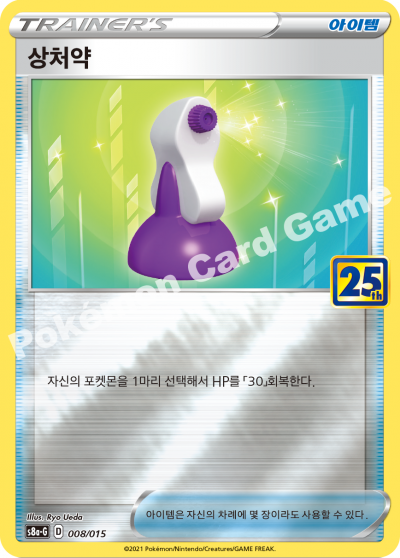 TRAINER'S
아이템
상처약
Pokémon Card Game
25th
자신의 포켓몬을 1마리 선택해서 HP를 「30」회복한다.
Illus. Ryo Ueda
s8a-G D 008/015
아이템은 자신의 차례에 몇 장이라도 사용할 수 있다.
©2021 Pokémon/Nintendo/Creatures/GAME FREAK.